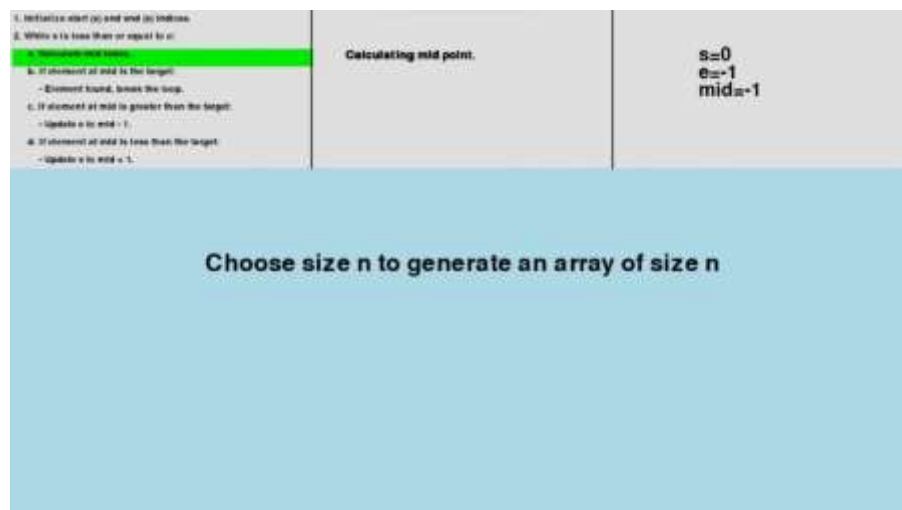 1. Initialize start (s) and end (e) indices.
2. While s is less than or equal to e:
a. Calculate mid index.
b. If element at mid is the target:
- Element found, break the loop.
c. If element at mid is greater than the target:
- Update e to mid - 1.
d. If element at mid is less than the target:
- Update s to mid + 1.
Calculating mid point.
s=0
e=-1
mid=-1
Choose size n to generate an array of size n